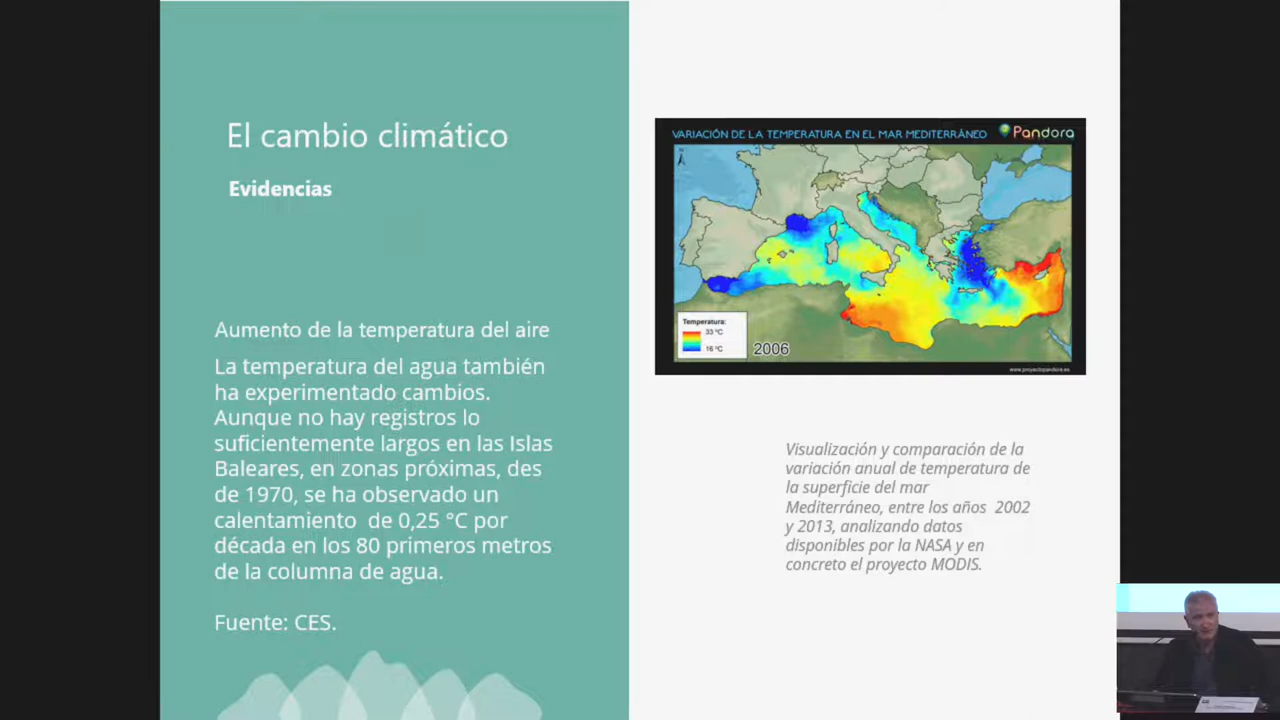 El cambio climático
Evidencias
Aumento de la temperatura del aire
La temperatura del agua también
ha experimentado cambios.
Aunque no hay registros lo
suficientemente largos en las Islas
Baleares, en zonas próximas, des
de 1970, se ha observado un
calentamiento de 0,25 °C por
década en los 80 primeros metros
de la columna de agua.
Fuente: CES.
VARIACIÓN DE LA TEMPERATURA EN EL MAR MEDITERRÁNEO
Pandora
Temperatura:
33 °C
16 °C
2006
www.proyectopandora.es
Visualización y comparación de la
variación anual de temperatura de
la superficie del mar
Mediterráneo, entre los años 2002
y 2013, analizando datos
disponibles por la NASA y en
concreto el proyecto MODIS.